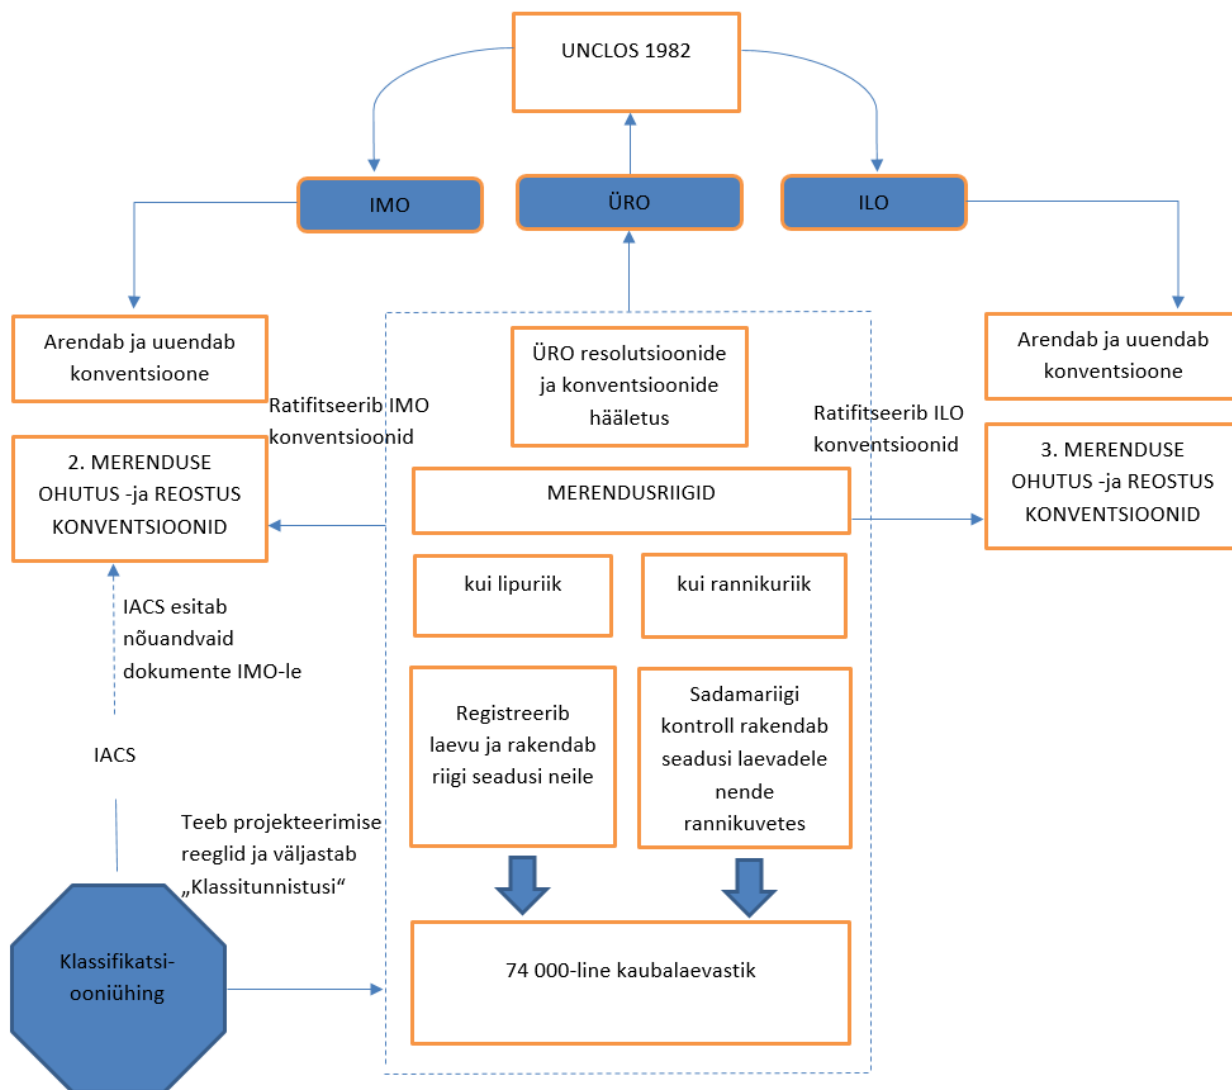 UNCLOS 1982
IMO
ÜRO
ILO
Arendab ja uuendab
konventsioone
ÜRO resolutsioonide
ja konventsioonide
hääletus
Arendab ja uuendab
konventsioone
Ratifitseerib IMO
konventsioonid
Ratifitseerib ILO
konventsioonid
2. MERENDUSE
OHUTUS -ja REOSTUS
KONVENTSIOONID
MERENDUSRIIGID
3. MERENDUSE
OHUTUS -ja REOSTUS
KONVENTSIOONID
kui lipuriik
kui rannikuriik
IACS esitab
nõuandvaid
dokumente IMO-le
Registreerib
laevu ja rakendab
riigi seadusi neile
Sadamariigi
kontroll rakendab
seadusi laevadele
nende
rannikuvetes
IACS
Teeb projekteerimise
reeglid ja väljastab
„Klassitunnistusi“
Klassifikatsi-
ooniühing
74 000-line kaubalaevastik